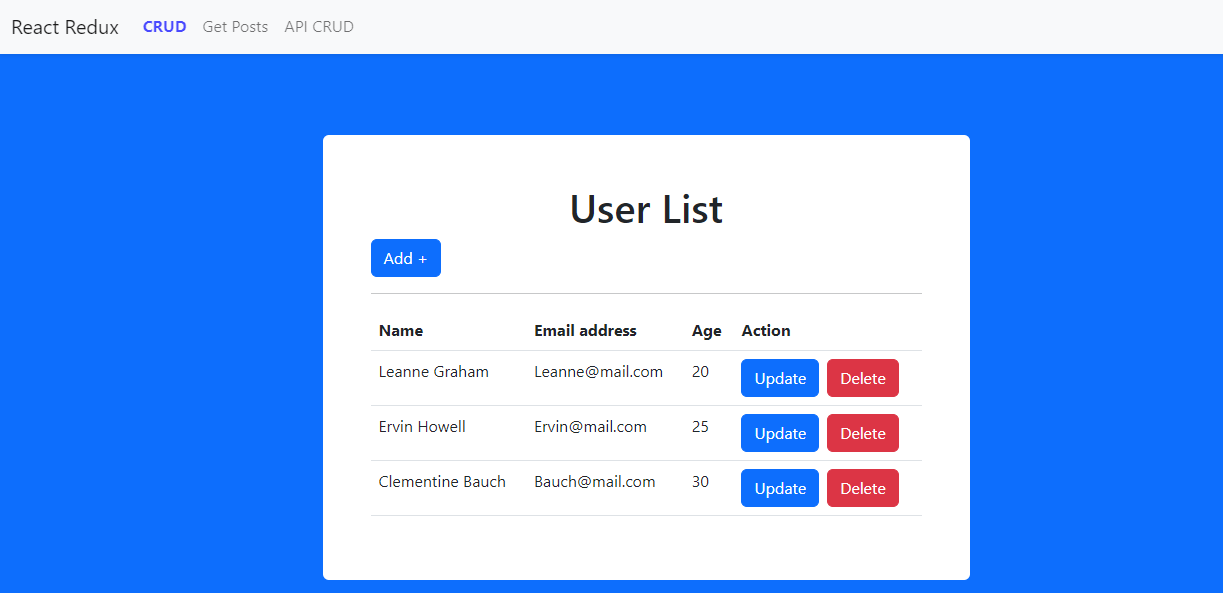 React Redux CRUD Get Posts API CRUD
User List
Add +
Name Email address Age Action
Leanne Graham Leanne@mail.com 20 Update Delete
Ervin Howell Ervin@mail.com 25 Update Delete
Clementine Bauch Bauch@mail.com 30 Update Delete